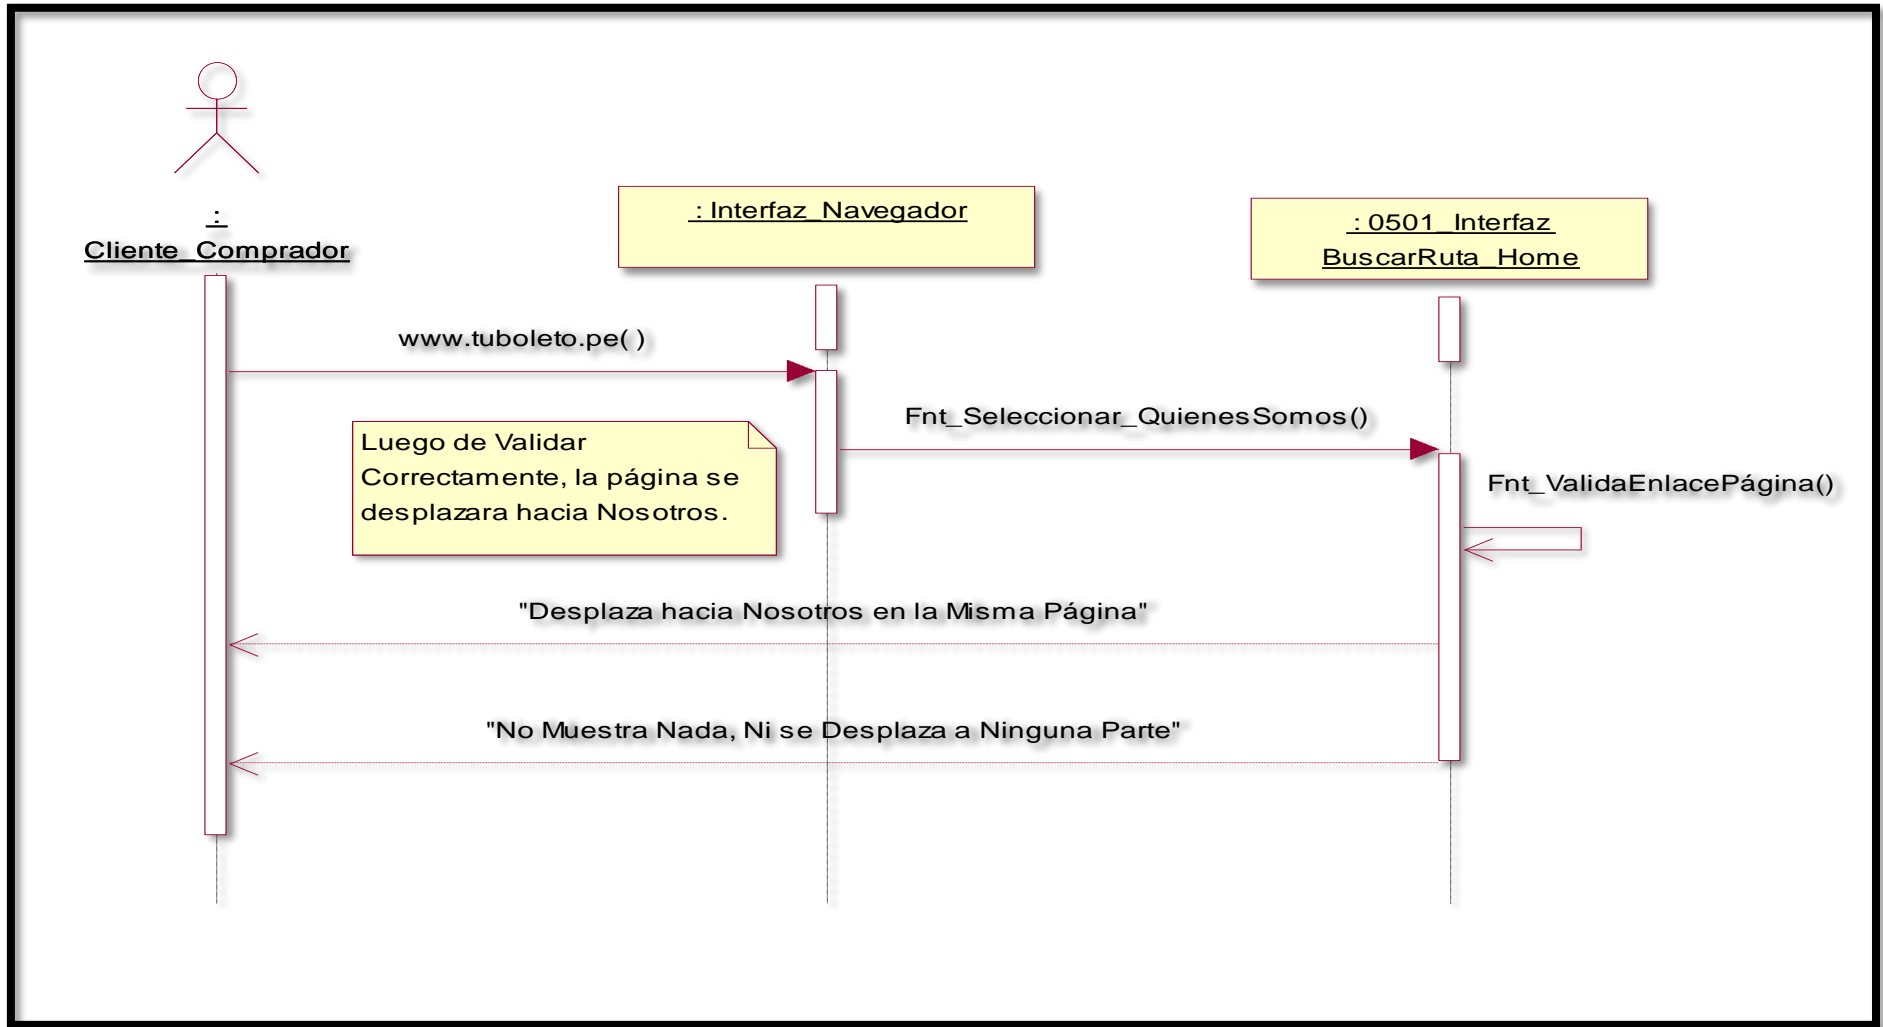 :
Cliente_Comprador
: Interfaz_Navegador
: 0501_Interfaz
BuscarRuta_Home
www.tuboleto.pe( )
Fnt_Seleccionar_QuienesSomos()
Luego de Validar
Correctamente, la página se
desplazara hacia Nosotros.
Fnt_ValidaEnlacePágina()
"Desplaza hacia Nosotros en la Misma Página"
"No Muestra Nada, Ni se Desplaza a Ninguna Parte"